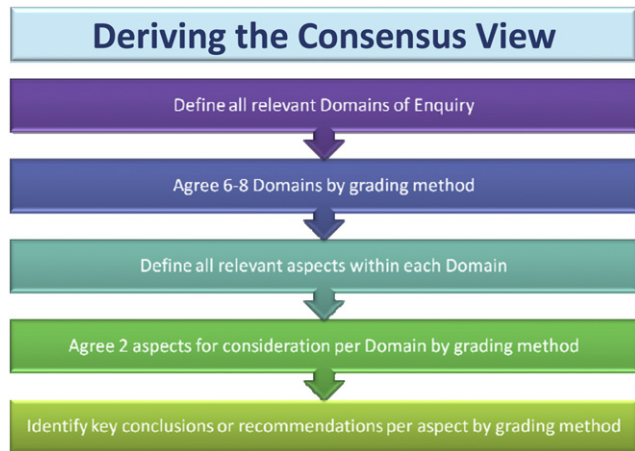 Deriving the Consensus View
Define all relevant Domains of Enquiry
Agree 6-8 Domains by grading method
Define all relevant aspects within each Domain
Agree 2 aspects for consideration per Domain by grading method
Identify key conclusions or recommendations per aspect by grading method